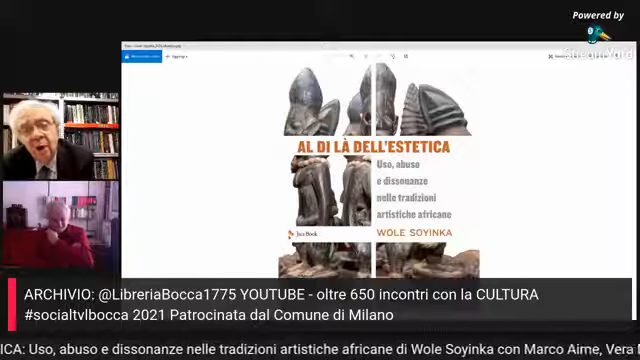 Powered by
StreamYard
AL DI LÀ DELL'ESTETICA
Uso, abuso
e dissonanze
nelle tradizioni
artistiche africane
Jaca Book
WOLE SOYINKA
ARCHIVIO: @LibreriaBocca1775 YOUTUBE - oltre 650 incontri con la CULTURA
#socialtvlbocca 2021 Patrocinata dal Comune di Milano
ICA: Uso, abuso e dissonanze nelle tradizioni artistiche africane di Wole Soyinka con Marco Aime, Vera